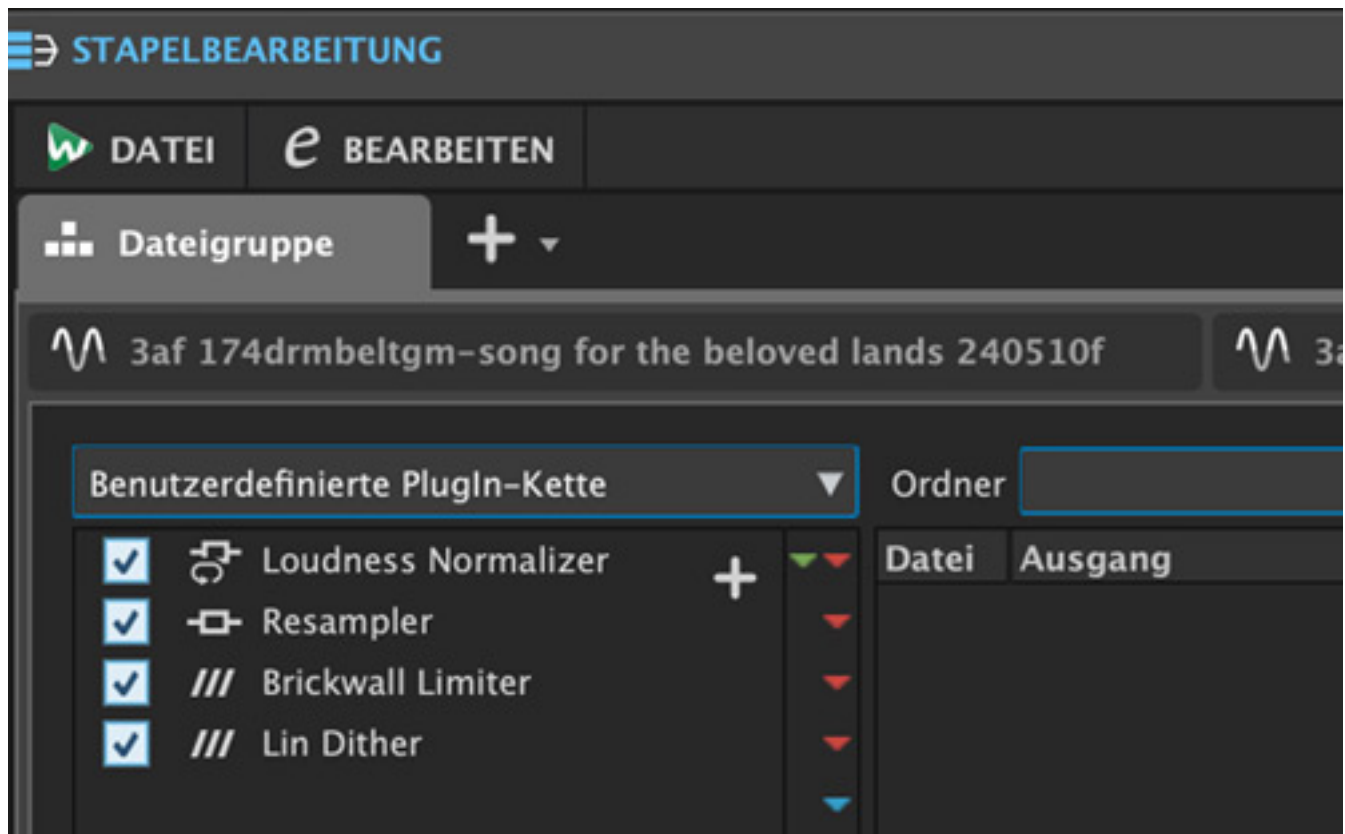 STAPELBEARBEITUNG
DATEI BEARBEITEN
Dateigruppe
3af 174drmbeltgm-song for the beloved lands 240510f
Benutzerdefinierte PlugIn-Kette Ordner
Loudness Normalizer Datei Ausgang
Resampler
Brickwall Limiter
Lin Dither